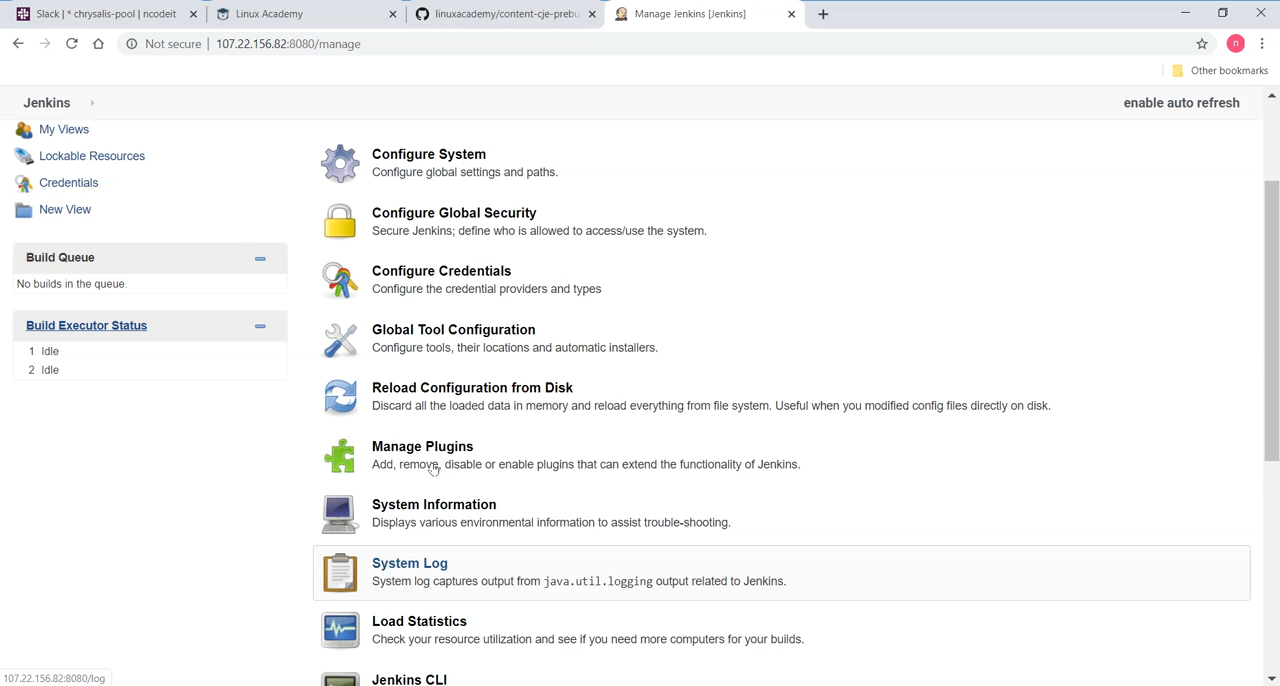 Slack | * chrysalis-pool | ncodeit
Linux Academy
linuxacademy/content-cje-prebu
Manage Jenkins [Jenkins]
Not secure | 107.22.156.82:8080/manage
n
Other bookmarks
Jenkins
enable auto refresh
My Views
Lockable Resources
Credentials
New View
Build Queue
No builds in the queue.
Build Executor Status
1 Idle
2 Idle
Configure System
Configure global settings and paths.
Configure Global Security
Secure Jenkins; define who is allowed to access/use the system.
Configure Credentials
Configure the credential providers and types
Global Tool Configuration
Configure tools, their locations and automatic installers.
Reload Configuration from Disk
Discard all the loaded data in memory and reload everything from file system. Useful when you modified config files directly on disk.
Manage Plugins
Add, remove, disable or enable plugins that can extend the functionality of Jenkins.
System Information
Displays various environmental information to assist trouble-shooting.
System Log
System log captures output from java.util.logging output related to Jenkins.
Load Statistics
Check your resource utilization and see if you need more computers for your builds.
Jenkins CLI
107.22.156.82:8080/log